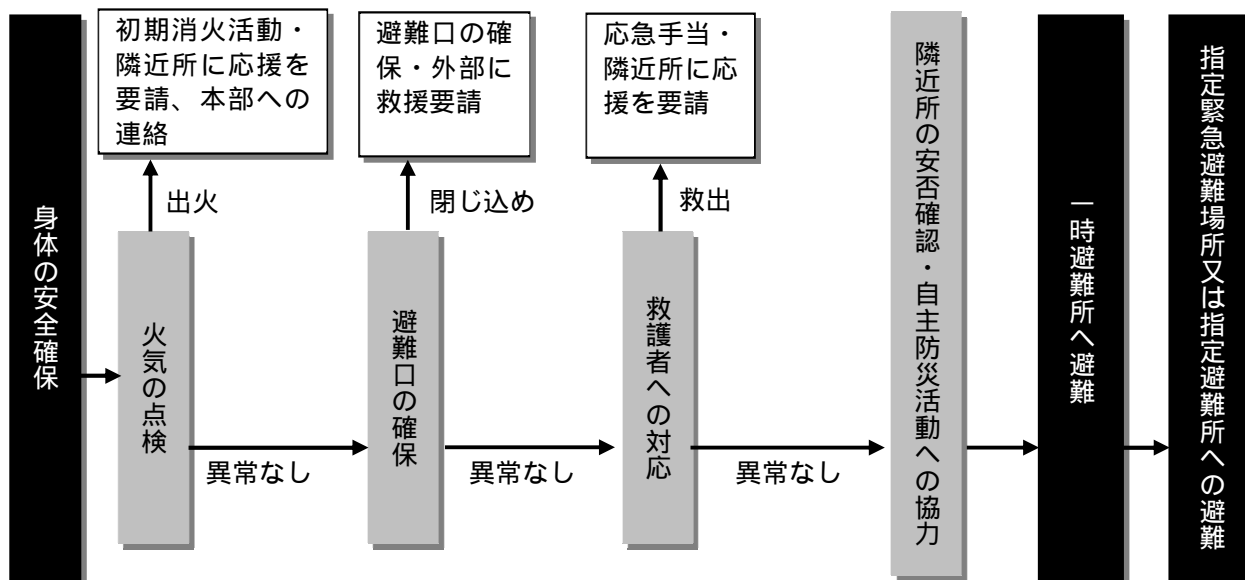 身体の安全確保
初期消火活動・
隣近所に応援を
要請、本部への
連絡
出火
火気の点検
異常なし
避難口の確
保・外部に
救援要請
閉じ込め
避難口の確保
異常なし
応急手当・
隣近所に応
援を要請
救出
救護者への対応
異常なし
隣近所の安否確認・自主防災活動への協力
一時避難所へ避難
指定緊急避難場所又は指定避難所への避難